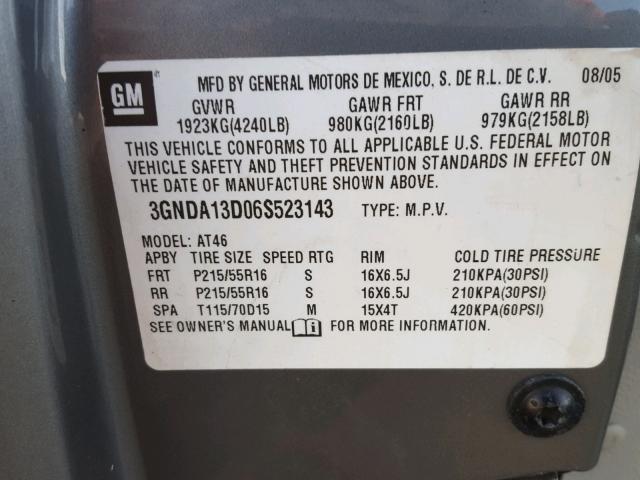 GM
MFD BY GENERAL MOTORS DE MEXICO, S. DE R.L. DE C.V. 08/05
GVWR GAWR FRT GAWR RR
1923KG(4240LB) 980KG(2160LB) 979KG(2158LB)
THIS VEHICLE CONFORMS TO ALL APPLICABLE U.S. FEDERAL MOTOR
VEHICLE SAFETY AND THEFT PREVENTION STANDARDS IN EFFECT ON
THE DATE OF MANUFACTURE SHOWN ABOVE.
3GNDA13D06S523143 TYPE: M.P.V.
MODEL: AT46
APBY TIRE SIZE SPEED RTG RIM COLD TIRE PRESSURE
FRT P215/55R16 S 16X6.5J 210KPA(30PSI)
RR P215/55R16 S 16X6.5J 210KPA(30PSI)
SPA T115/70D15 M 15X4T 420KPA(60PSI)
SEE OWNER'S MANUAL i FOR MORE INFORMATION.